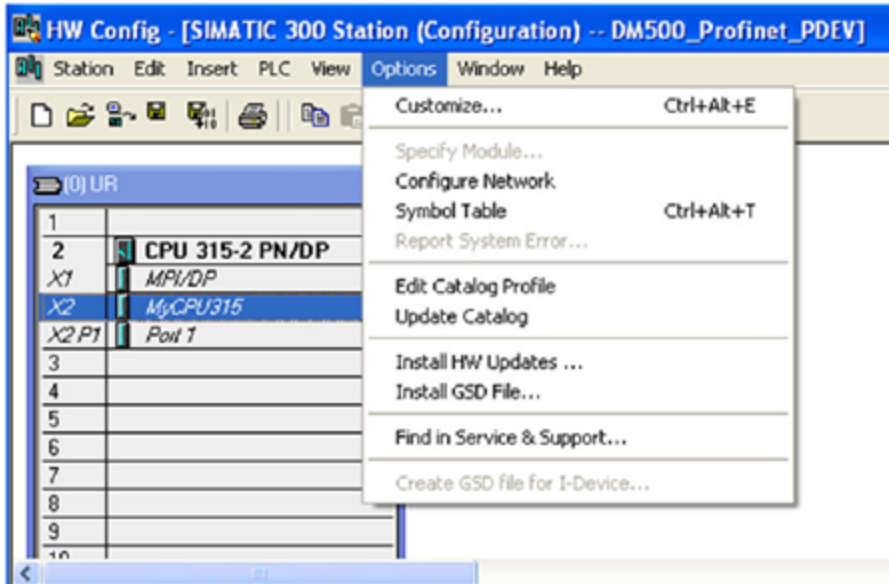 HW Config - [SIMATIC 300 Station (Configuration) -- DM500_Profinet_PDEV]
Station Edit Insert PLC View Options Window Help
Customize... Ctrl+Alt+E
Specify Module...
Configure Network
Symbol Table Ctrl+Alt+T
Report System Error...
Edit Catalog Profile
Update Catalog
Install HW Updates ...
Install GSD File...
Find in Service & Support...
Create GSD file for I-Device...
(0) UR
1
2 CPU 315-2 PN/DP
X1 MPI/DP
X2 MyCPU315
X2 P1 Port 1
3
4
5
6
7
8
9
10